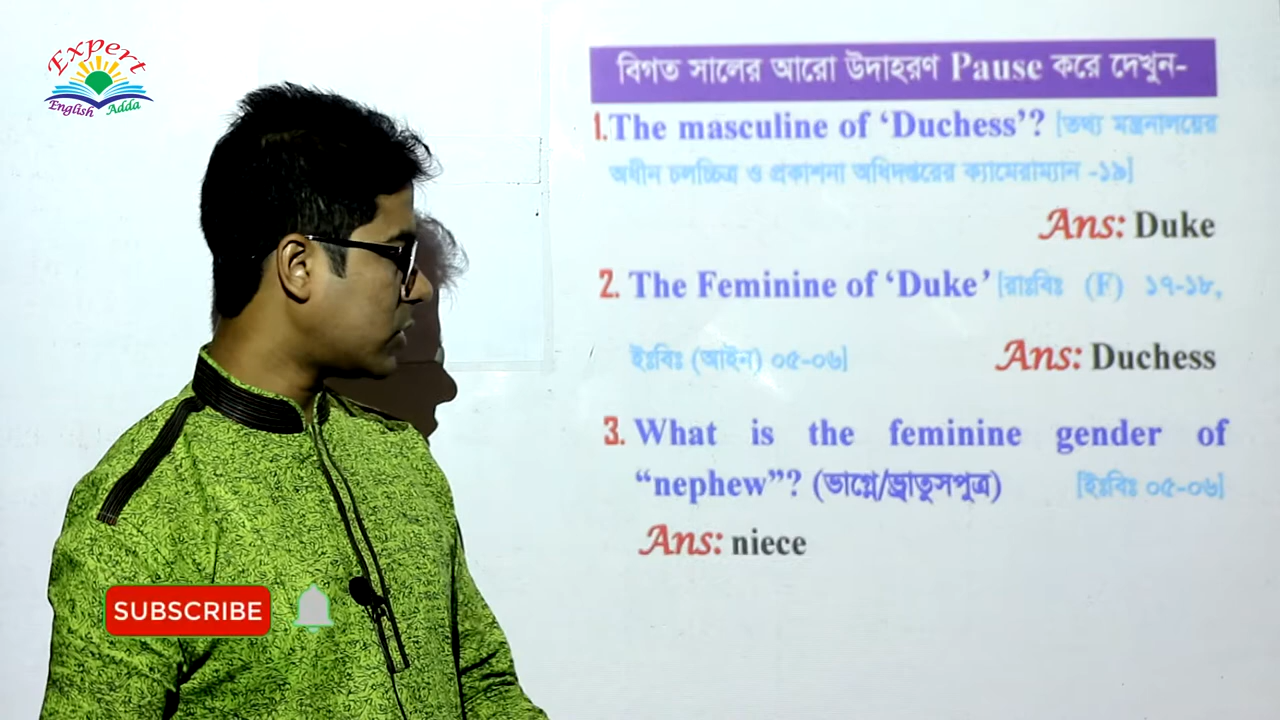 Expert
English Adda
বিগত সালের আরো উদাহরণ Pause করে দেখুন-
1.The masculine of ‘Duchess’? [তথ্য মন্ত্রনালয়ের
অধীন চলচ্চিত্র ও প্রকাশনা অধিদপ্তরের ক্যামেরাম্যান -১৯]
Ans: Duke
2. The Feminine of ‘Duke’ [রাঃবিঃ (F) ১৭-১৮,
ইঃবিঃ (আইন) ০৫-০৬]
Ans: Duchess
3. What is the feminine gender of
“nephew”? (ভাগ্নে/ভ্রাতুসপুত্র) [ইঃবিঃ ০৫-০৬]
Ans: niece
SUBSCRIBE